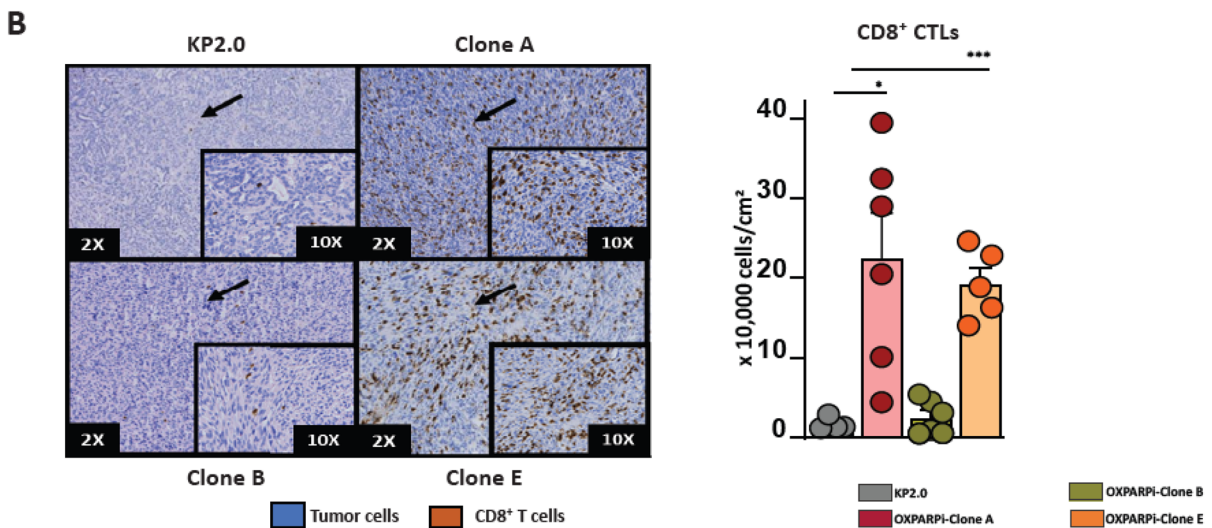 B
KP2.0
Clone A
2X
10X
2X
10X
2X
10X
2X
10X
Clone B
Clone E
Tumor cells
CD8⁺ T cells
CD8⁺ CTLs
***
*
x 10,000 cells/cm²
40
30
20
10
0
KP2.0
OXPARPi-Clone B
OXPARPi-Clone A
OXPARPi-Clone E